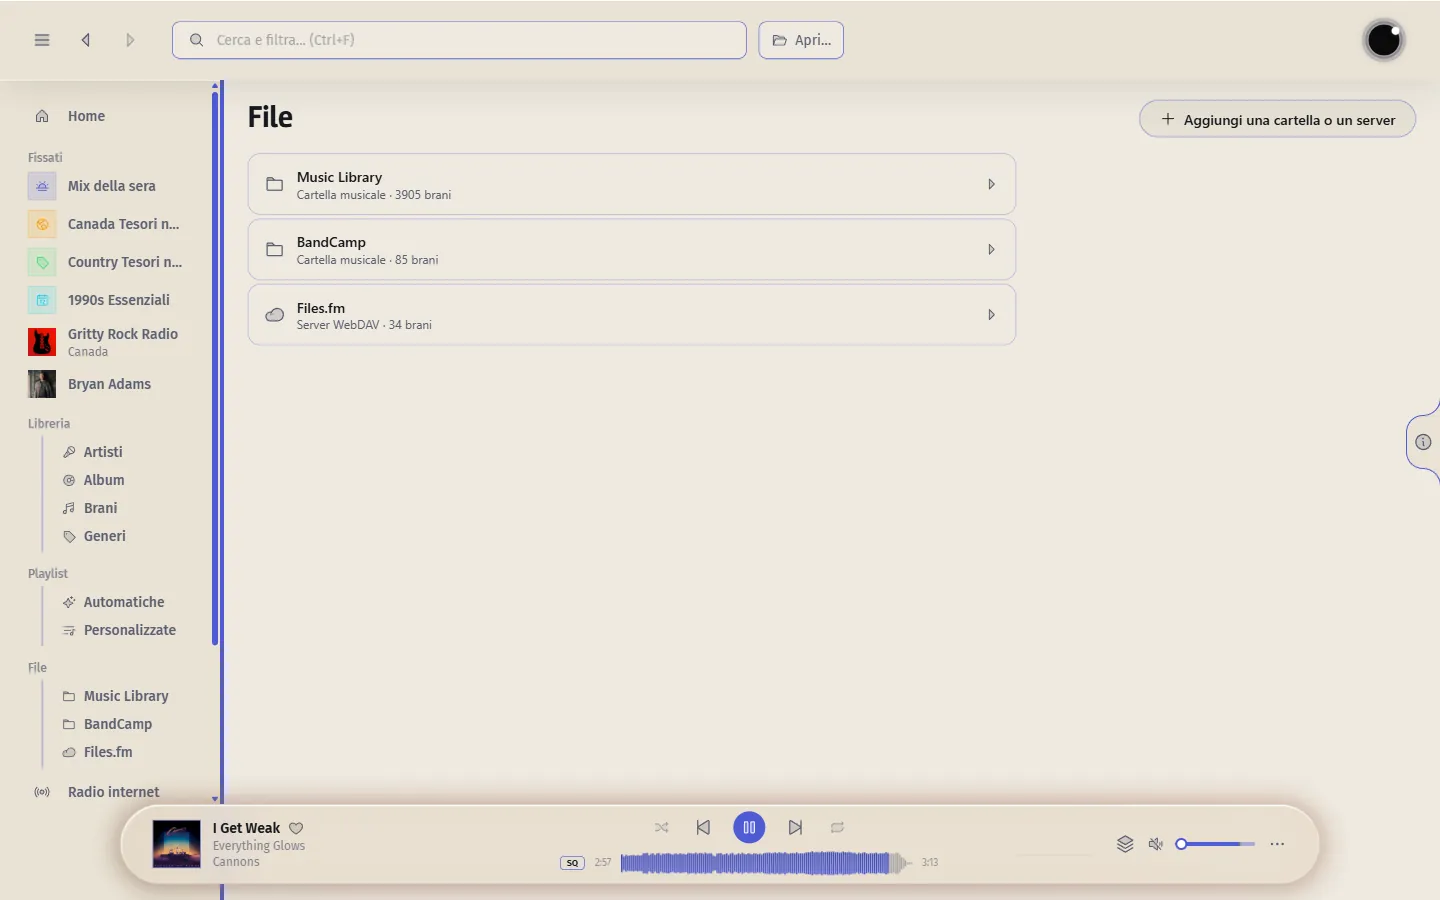 Cerca e filtra... (Ctrl+F)
Apri...
Home
Fissati
Mix della sera
Canada Tesori n...
Country Tesori n...
1990s Essenziali
Gritty Rock Radio
Canada
Bryan Adams
Libreria
Artisti
Album
Brani
Generi
Playlist
Automatiche
Personalizzate
File
Music Library
BandCamp
Files.fm
Radio internet
File
Aggiungi una cartella o un server
Music Library
Cartella musicale · 3905 brani
BandCamp
Cartella musicale · 85 brani
Files.fm
Server WebDAV · 34 brani
I Get Weak
Everything Glows
Cannons
SQ
2:57
3:13